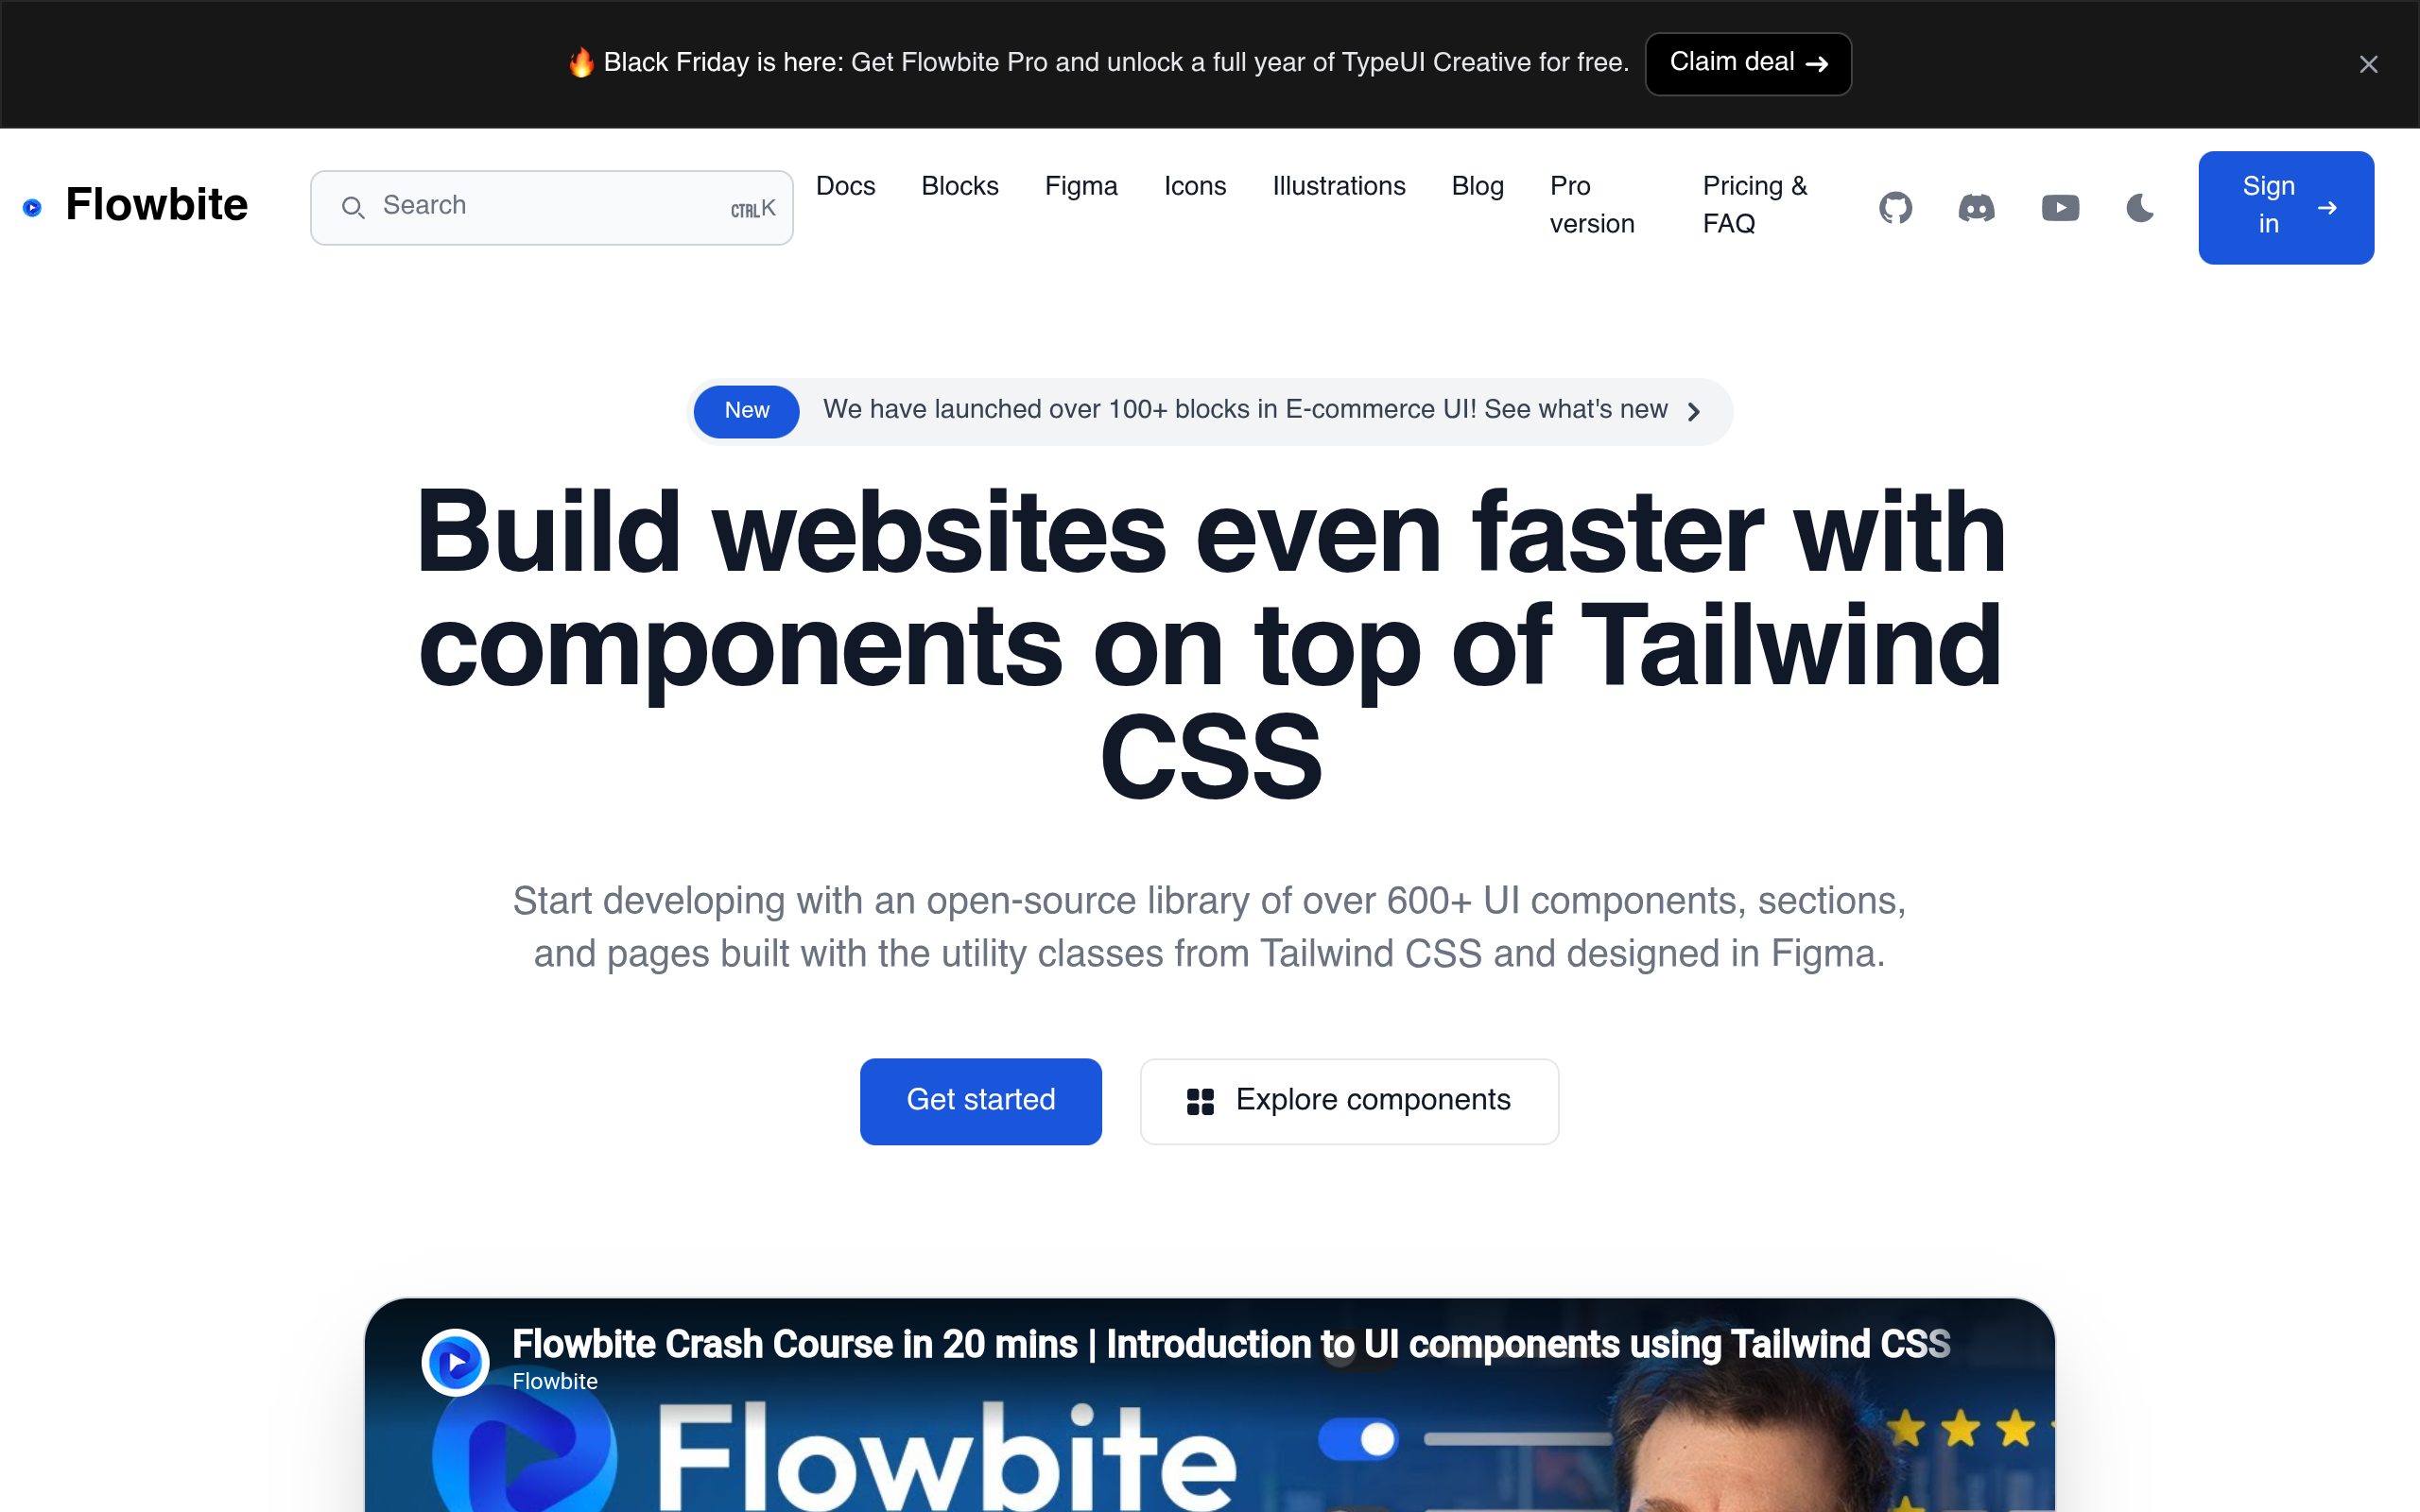 🔥 Black Friday is here: Get Flowbite Pro and unlock a full year of TypeUI Creative for free. Claim deal →
Flowbite
Search CTRL K
Docs Blocks Figma Icons Illustrations Blog Pro version Pricing & FAQ
Sign in →
New We have launched over 100+ blocks in E-commerce UI! See what's new
Build websites even faster with
components on top of Tailwind
CSS
Start developing with an open-source library of over 600+ UI components, sections,
and pages built with the utility classes from Tailwind CSS and designed in Figma.
Get started
Explore components
Flowbite Crash Course in 20 mins | Introduction to UI components using Tailwind CSS
Flowbite
Flowbite